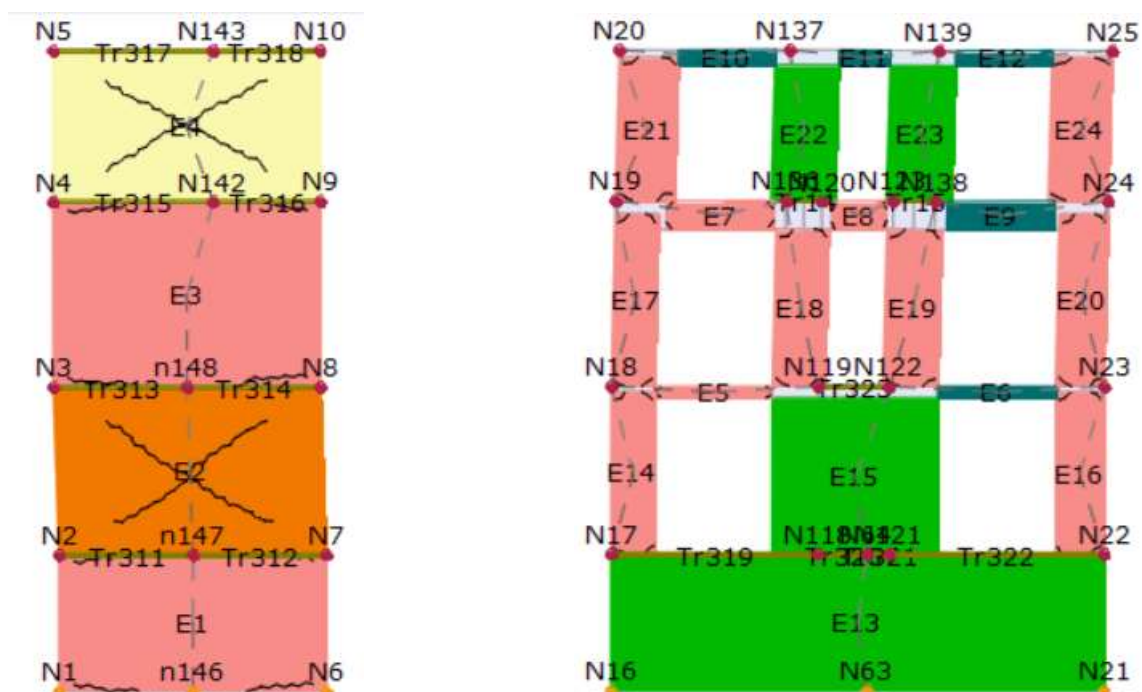 N5 N143 N10
Tr317 Tr318
E4
N4 N142 N9
Tr315 Tr316
E3
N3 n148 N8
Tr313 Tr314
E2
N2 n147 N7
Tr311 Tr312
E1
N1 n146 N6
N20 N137 N139 N25
E10 E11 E12
E21 E22 E23 E24
N19 N138 N24
E7 E8 E9
E17 E18 E19 E20
N18 N119 N122 N23
E5 Tr323 E6
E14 E15 E16
N17 N22
Tr319 Tr322
E13
N16 N63 N21